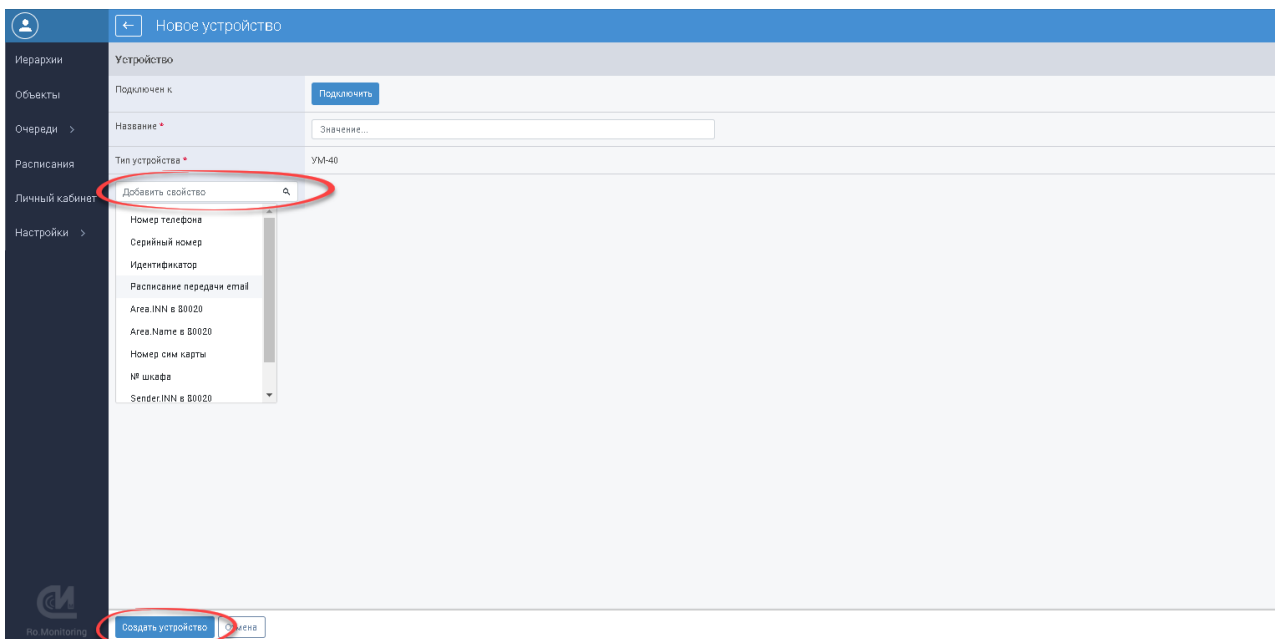 Новое устройство
Иерархии
Объекты
Очереди >
Расписания
Личный кабинет
Настройки >
Устройство
Подключен к
Подключить
Название *
Значение...
Тип устройства *
УМ-40
Добавить свойство
Номер телефона
Серийный номер
Идентификатор
Расписание передачи email
Area.INN в 80020
Area.Name в 80020
Номер сим карты
№ шкафа
Sender.INN в 80020
Создать устройство
Отмена
Ro.Monitoring